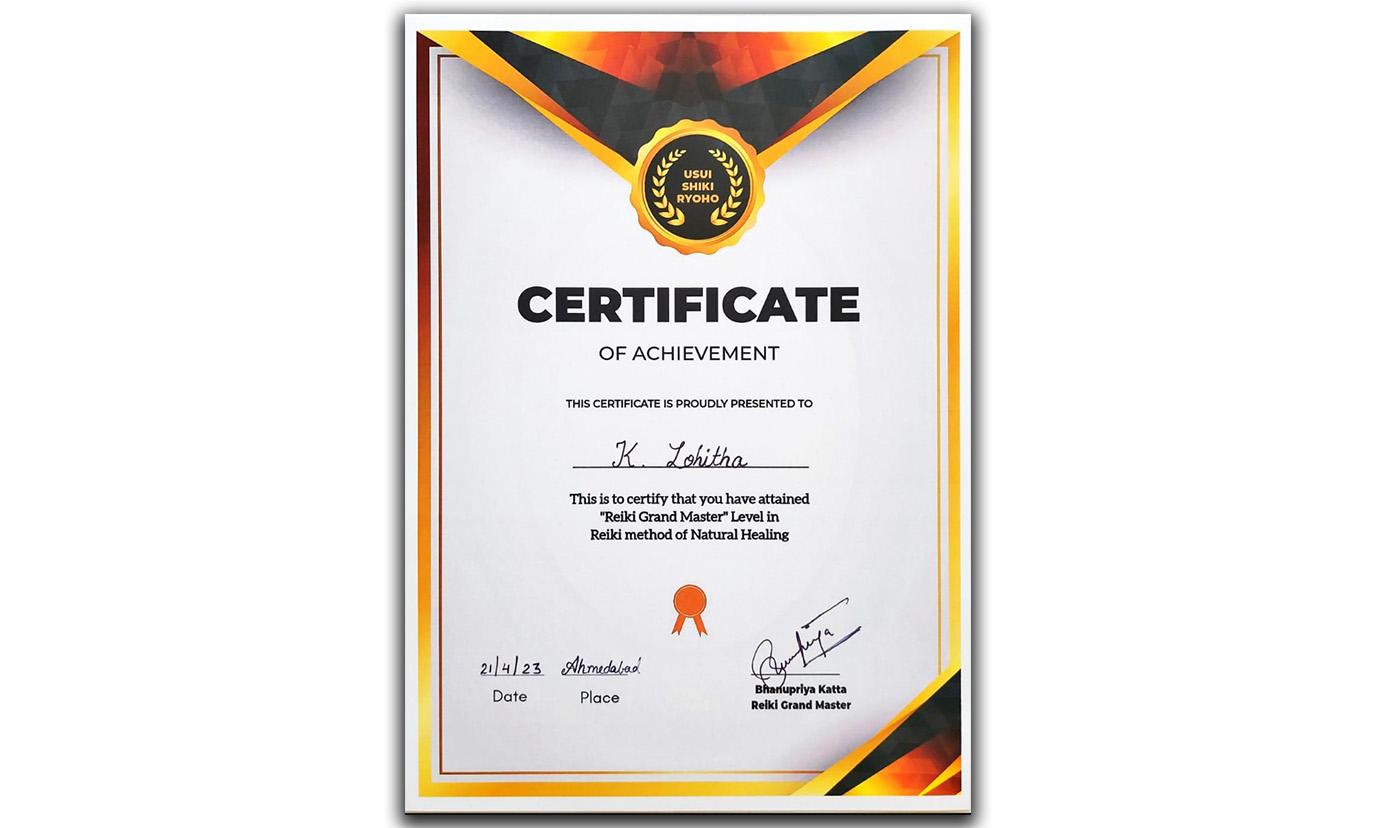 USUI
SHIKI
RYOHO
CERTIFICATE
OF ACHIEVEMENT
THIS CERTIFICATE IS PROUDLY PRESENTED TO
K. Lohitha
This is to certify that you have attained
"Reiki Grand Master" Level in
Reiki method of Natural Healing
21/4/23 Ahmedabad
Date Place
Bhanupriya
Bhanupriya Katta
Reiki Grand Master